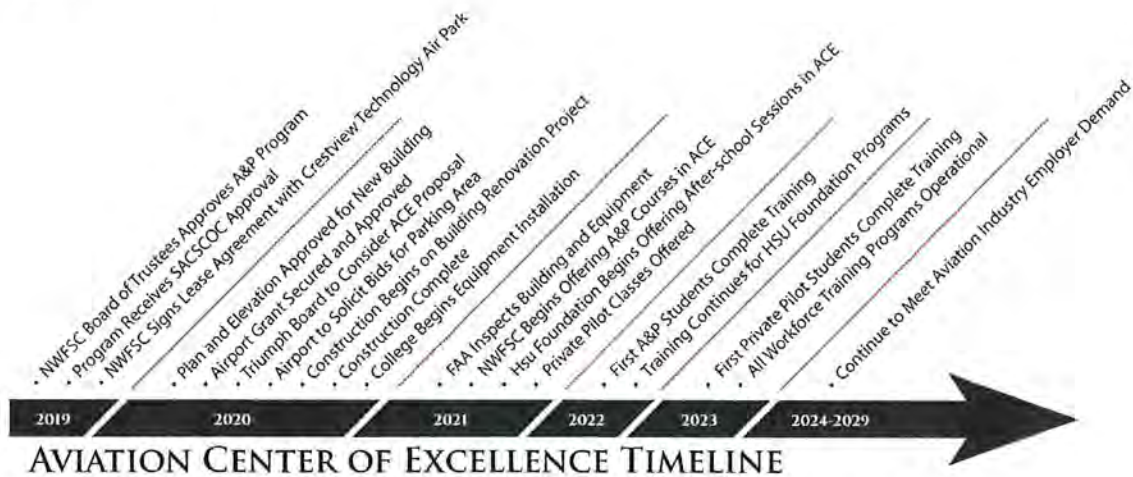 • NWFSC Board of Trustees Approves A&P Program
• Program Receives SACSCOC Approval
• NWFSC Signs Lease Agreement with Crestview Technology Air Park
• Plan and Elevation Approved for New Building
• Airport Grant Secured and Approved
• Triumph Board to Consider ACE Proposal
• Airport to Solicit Bids for Parking Area
• Construction Begins on Building Renovation Project
• Construction Complete
• College Begins Equipment Installation
• FAA Inspects Building and Equipment
• NWFSC Begins Offering A&P Courses in ACE
• Hsu Foundation Begins Offering After-school Sessions in ACE
• Private Pilot Classes Offered
• First A&P Students Complete Training
• Training Continues for HSU Foundation Programs
• First Private Pilot Students Complete Training
• All Workforce Training Programs Operational
• Continue to Meet Aviation Industry Employer Demand
2019
2020
2021
2022
2023
2024-2029
AVIATION CENTER OF EXCELLENCE TIMELINE